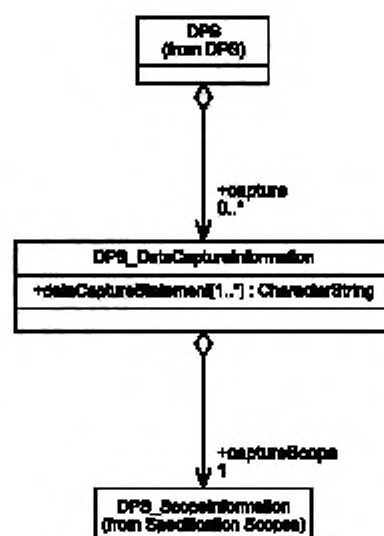 DPS
(from DPS)
+capture
0..*
DPS_DataCaptureInformation
+dataCaptureStatement[1..*] : CharacterString
+captureScope
1
DPS_ScopeInformation
(from Specification Scopes)